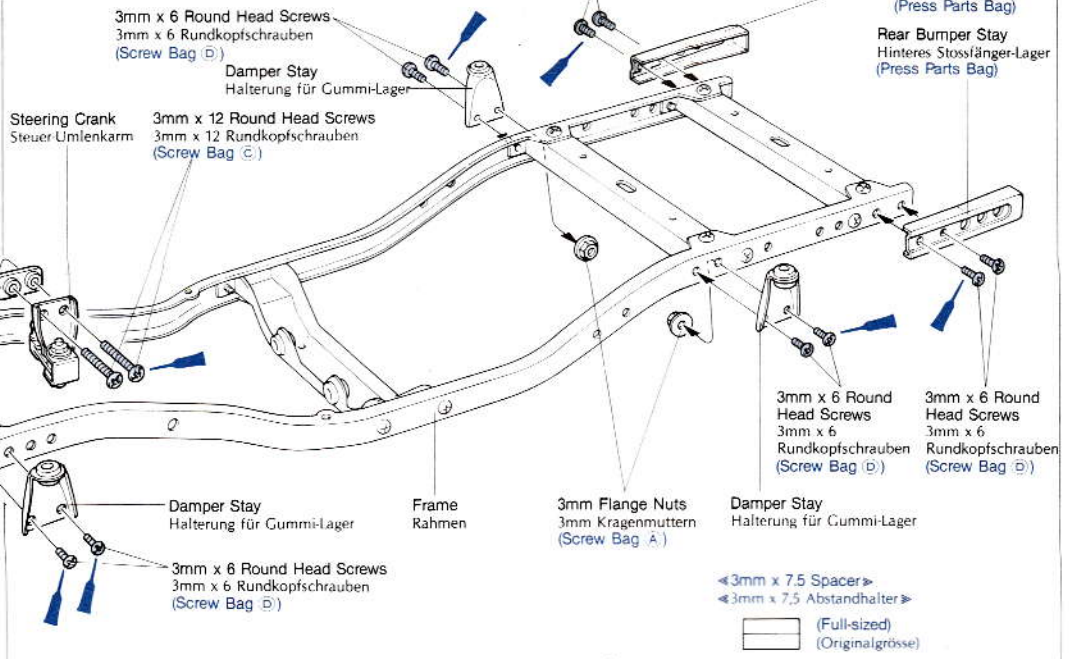 3mm x 6 Round Head Screws
3mm x 6 Rundkopfschrauben
(Screw Bag Ⓓ)
Damper Stay
Halterung für Gummi-Lager
(Press Parts Bag)
Rear Bumper Stay
Hinteres Stossfänger-Lager
(Press Parts Bag)
Steering Crank
Steuer-Umlenkarm
3mm x 12 Round Head Screws
3mm x 12 Rundkopfschrauben
(Screw Bag Ⓒ)
3mm x 6 Round
Head Screws
3mm x 6
Rundkopfschrauben
(Screw Bag Ⓓ)
3mm x 6 Round
Head Screws
3mm x 6
Rundkopfschrauben
(Screw Bag Ⓓ)
Damper Stay
Halterung für Gummi-Lager
Frame
Rahmen
3mm Flange Nuts
3mm Kragenmuttern
(Screw Bag Ⓐ)
Damper Stay
Halterung für Gummi-Lager
3mm x 6 Round Head Screws
3mm x 6 Rundkopfschrauben
(Screw Bag Ⓓ)
≪3mm x 7.5 Spacer≫
≪3mm x 7,5 Abstandhalter≫
(Full-sized)
(Originalgrösse)